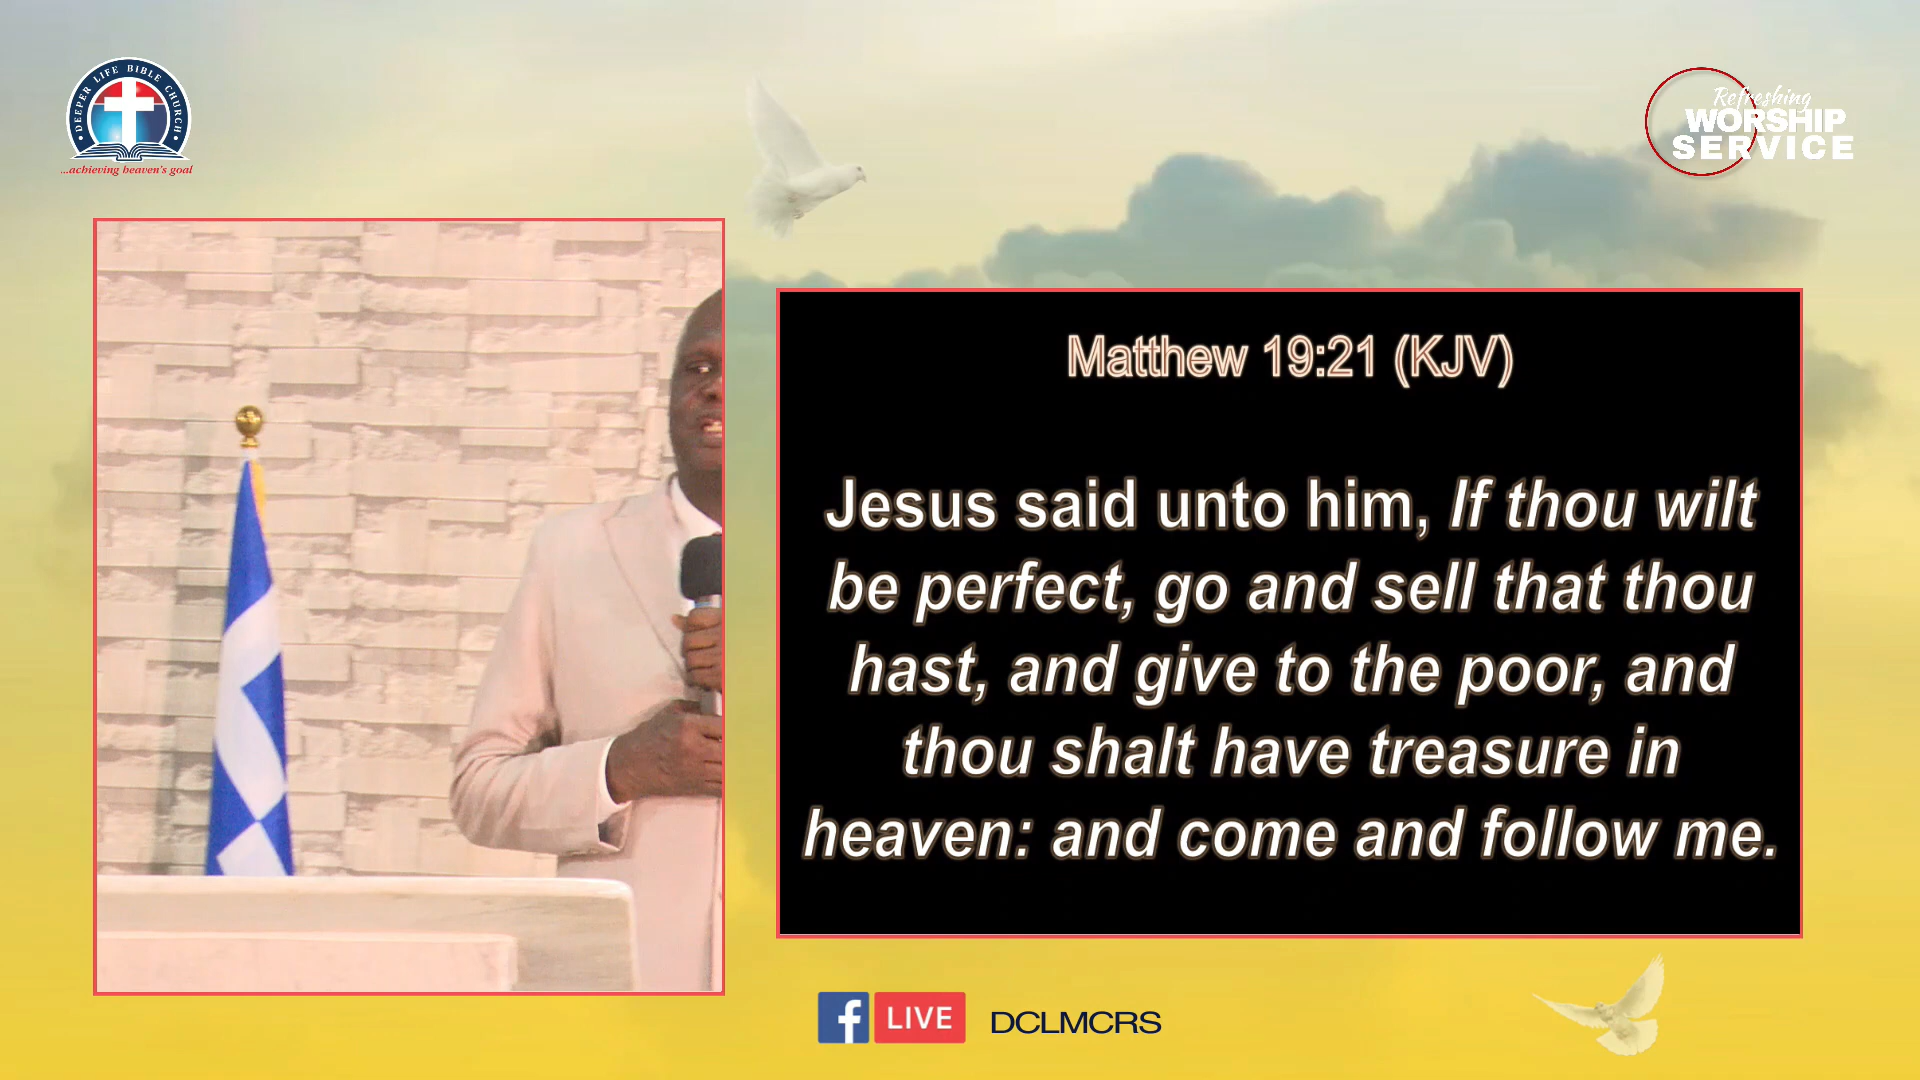 DEEPER LIFE BIBLE CHURCH
...achieving heaven's goal
Refreshing
WORSHIP
SERVICE
Matthew 19:21 (KJV)
Jesus said unto him, If thou wilt
be perfect, go and sell that thou
hast, and give to the poor, and
thou shalt have treasure in
heaven: and come and follow me.
f LIVE DCLMCRS